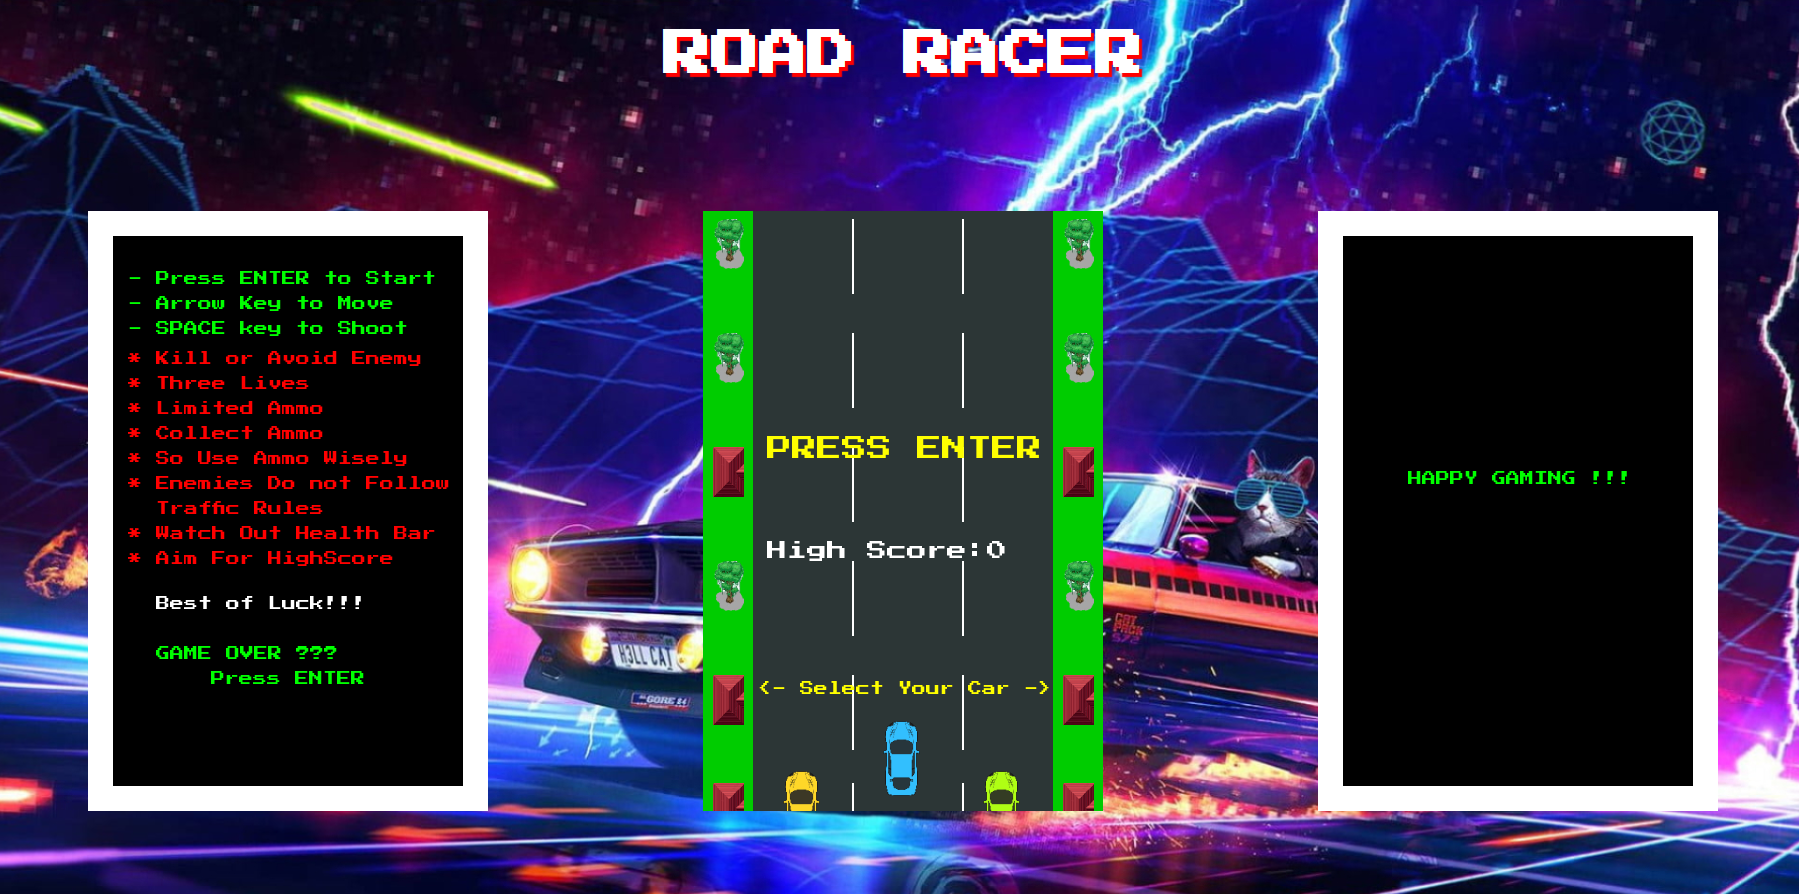 ROAD RACER
- Press ENTER to Start
- Arrow Key to Move
- SPACE key to Shoot
* Kill or Avoid Enemy
* Three Lives
* Limited Ammo
* Collect Ammo
* So Use Ammo Wisely
* Enemies Do not Follow
Traffic Rules
* Watch Out Health Bar
* Aim For HighScore
Best of Luck!!!
GAME OVER ???
Press ENTER
PRESS ENTER
High Score:0
<- Select Your Car ->
H3LL CAT
HAPPY GAMING !!!